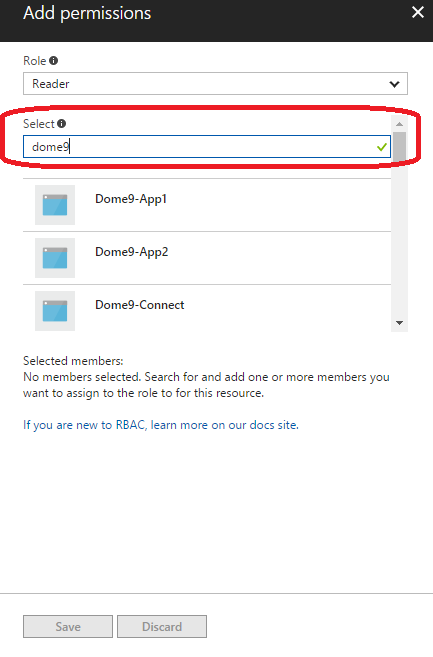 Add permissions
Role
Reader
Select
dome9
Dome9-App1
Dome9-App2
Dome9-Connect
Selected members:
No members selected. Search for and add one or more members you
want to assign to the role to for this resource.
If you are new to RBAC, learn more on our docs site.
Save Discard